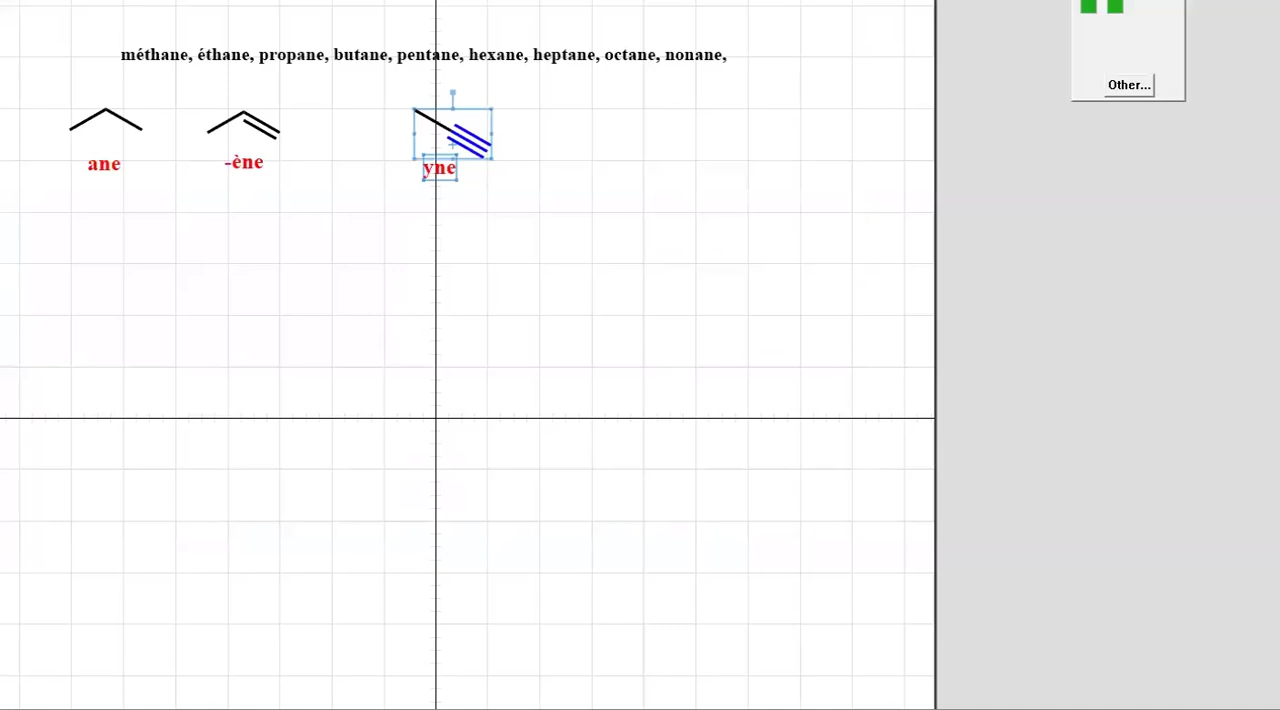 méthane, éthane, propane, butane, pentane, hexane, heptane, octane, nonane,
ane
-ène
yne
Other...